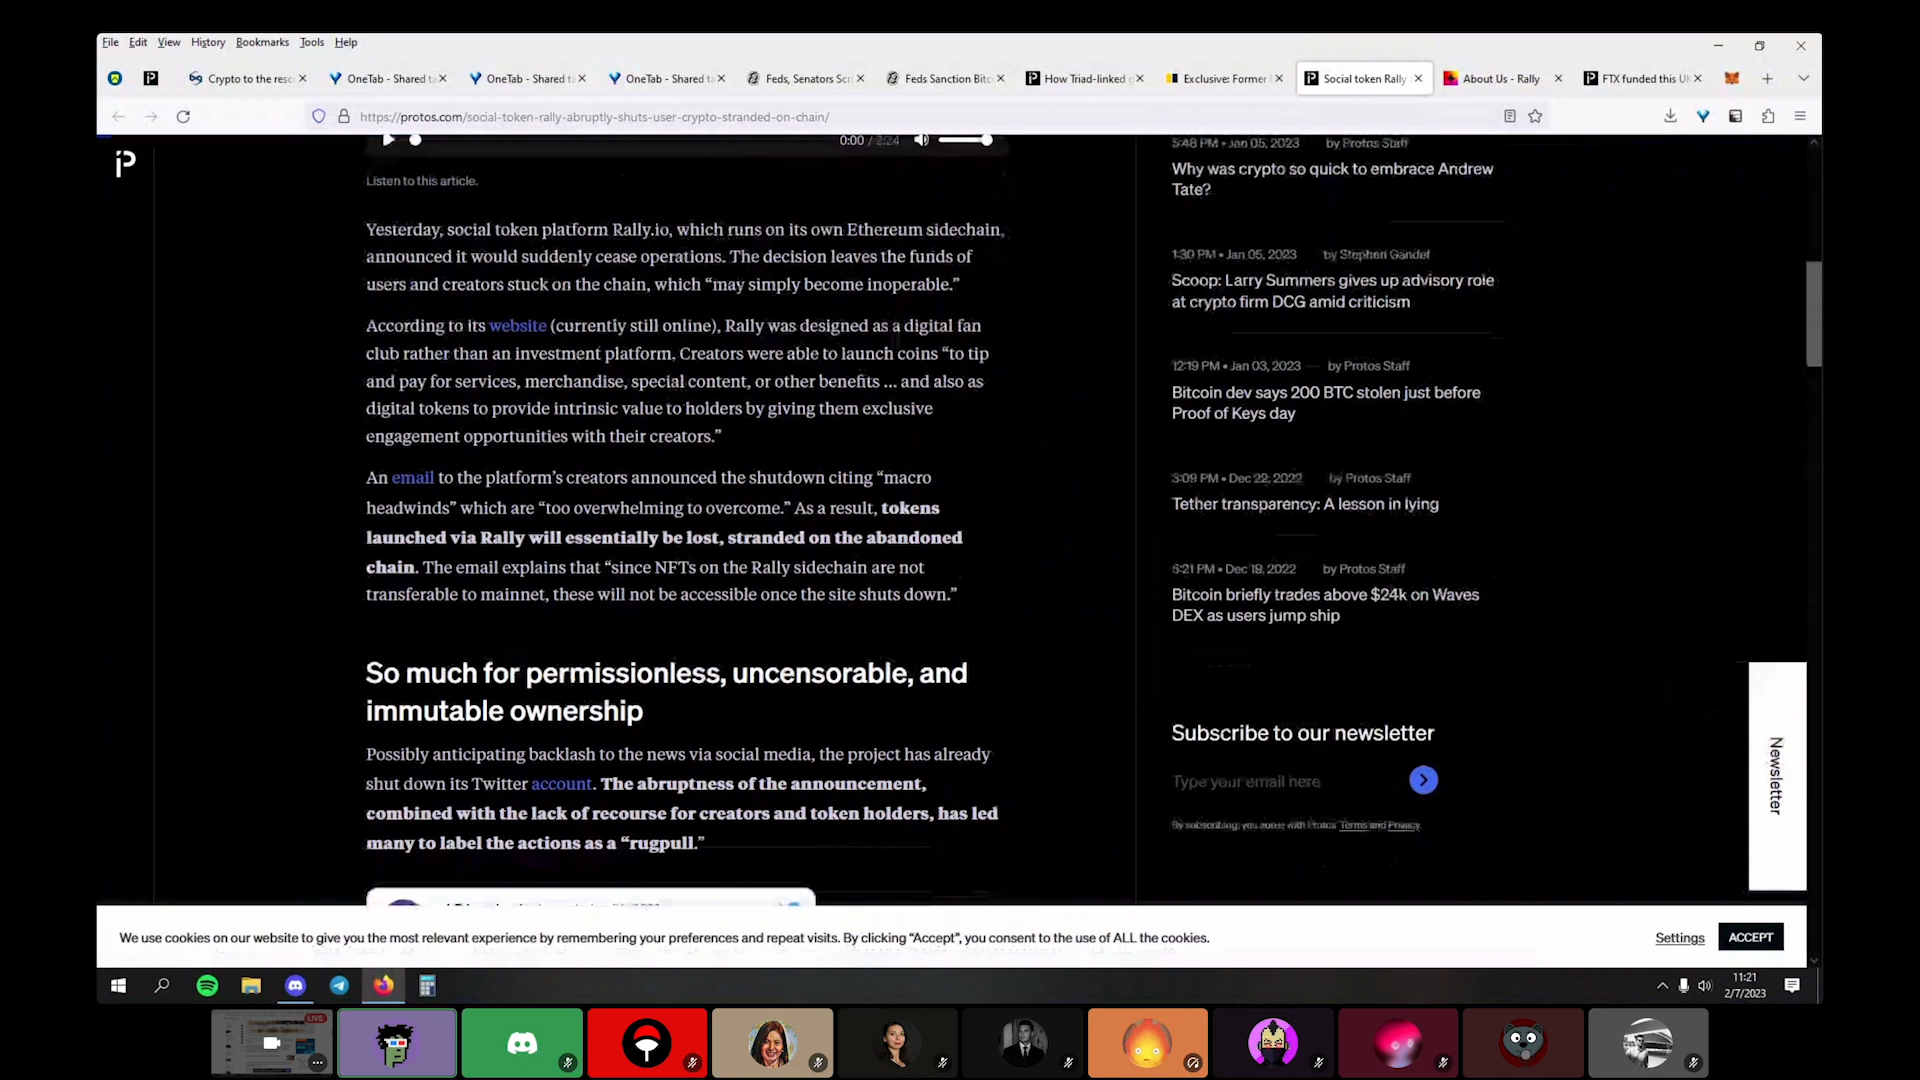 File Edit View History Bookmarks Tools Help
Crypto to the resc
OneTab - Shared ta
OneTab - Shared ta
OneTab - Shared ta
Feds, Senators Scr
Feds Sanction Bitc
How Triad-linked g
Exclusive: Former
Social token Rally
About Us - Rally
FTX funded this U
https://protos.com/social-token-rally-abruptly-shuts-user-crypto-stranded-on-chain/
0:00 / 2:24
Listen to this article.
Yesterday, social token platform Rally.io, which runs on its own Ethereum sidechain,
announced it would suddenly cease operations. The decision leaves the funds of
users and creators stuck on the chain, which “may simply become inoperable.”
According to its website (currently still online), Rally was designed as a digital fan
club rather than an investment platform. Creators were able to launch coins “to tip
and pay for services, merchandise, special content, or other benefits ... and also as
digital tokens to provide intrinsic value to holders by giving them exclusive
engagement opportunities with their creators.”
An email to the platform’s creators announced the shutdown citing “macro
headwinds” which are “too overwhelming to overcome.” As a result, tokens
launched via Rally will essentially be lost, stranded on the abandoned
chain. The email explains that “since NFTs on the Rally sidechain are not
transferable to mainnet, these will not be accessible once the site shuts down.”
So much for permissionless, uncensorable, and
immutable ownership
Possibly anticipating backlash to the news via social media, the project has already
shut down its Twitter account. The abruptness of the announcement,
combined with the lack of recourse for creators and token holders, has led
many to label the actions as a “rugpull.”
5:48 PM • Jan 05, 2023 by Protos Staff
Why was crypto so quick to embrace Andrew
Tate?
1:30 PM • Jan 05, 2023 by Stephen Gandel
Scoop: Larry Summers gives up advisory role
at crypto firm DCG amid criticism
12:19 PM • Jan 03, 2023 by Protos Staff
Bitcoin dev says 200 BTC stolen just before
Proof of Keys day
3:09 PM • Dec 22, 2022 by Protos Staff
Tether transparency: A lesson in lying
6:21 PM • Dec 19, 2022 by Protos Staff
Bitcoin briefly trades above $24k on Waves
DEX as users jump ship
Subscribe to our newsletter
Type your email here
By subscribing, you agree with Protos Terms and Privacy
Newsletter
We use cookies on our website to give you the most relevant experience by remembering your preferences and repeat visits. By clicking “Accept”, you consent to the use of ALL the cookies.
Settings
ACCEPT
11:21
2/7/2023
LIVE